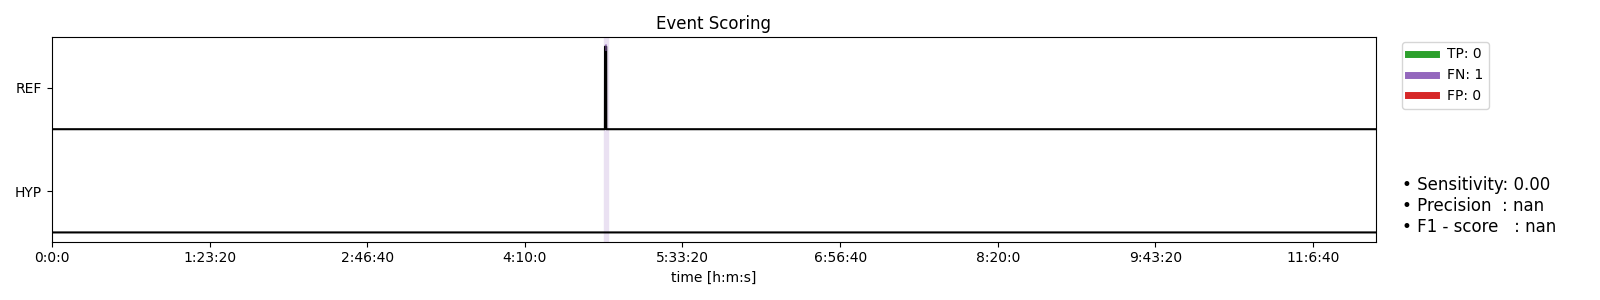 Event Scoring
REF
HYP
0:0:0
1:23:20
2:46:40
4:10:0
5:33:20
6:56:40
8:20:0
9:43:20
11:6:40
time [h:m:s]
TP: 0
FN: 1
FP: 0
• Sensitivity: 0.00
• Precision  : nan
• F1 - score   : nan